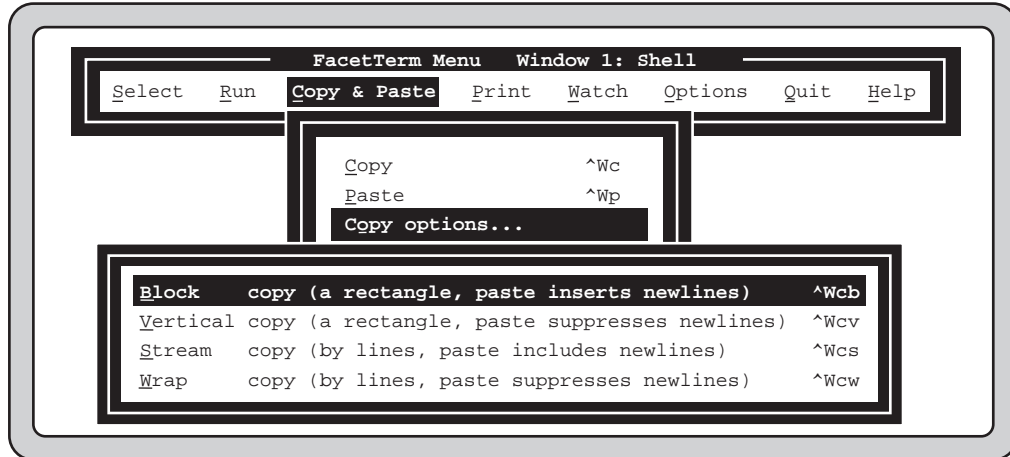 FacetTerm Menu Window 1: Shell
Select Run Copy & Paste Print Watch Options Quit Help
Copy ^Wc
Paste ^Wp
Copy options...
Block copy (a rectangle, paste inserts newlines) ^Wcb
Vertical copy (a rectangle, paste suppresses newlines) ^Wcv
Stream copy (by lines, paste includes newlines) ^Wcs
Wrap copy (by lines, paste suppresses newlines) ^Wcw